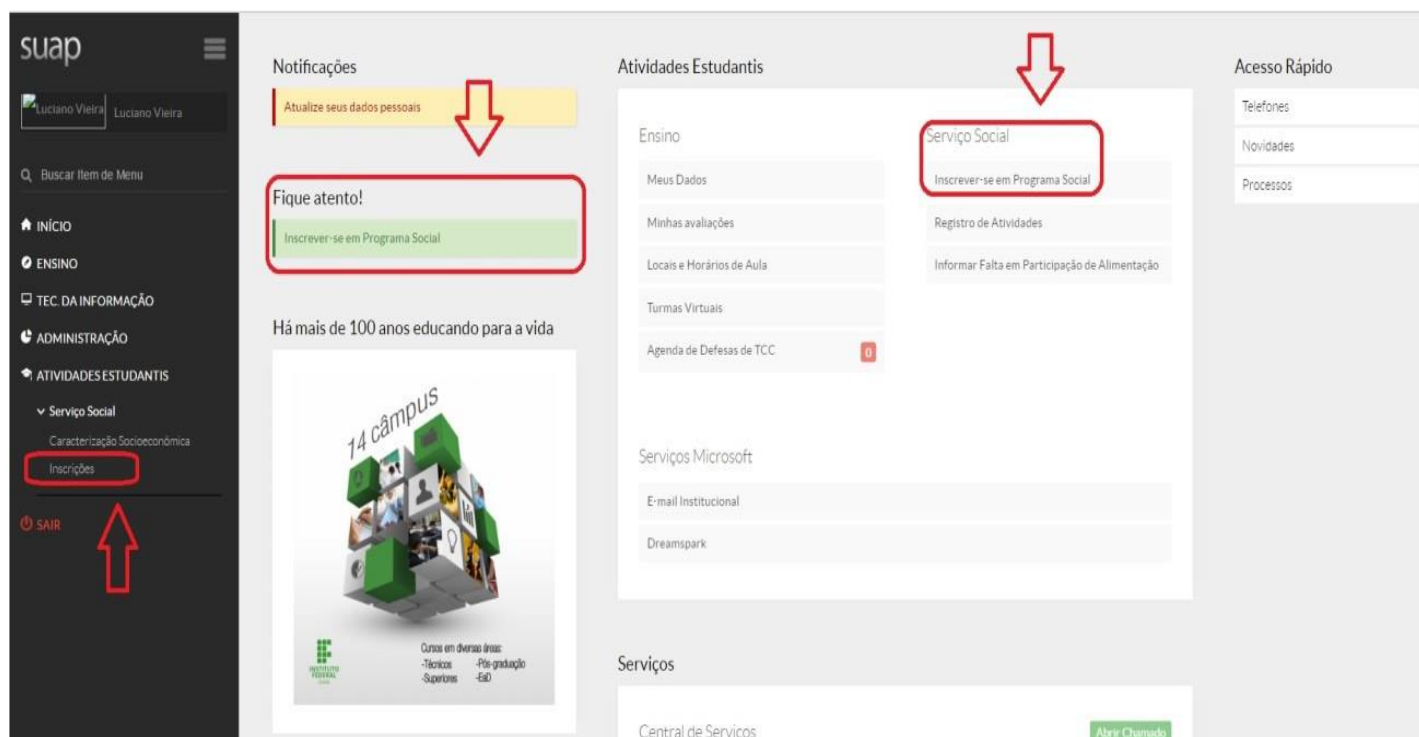 suap
Luciano Vieira
Luciano Vieira
Buscar Item de Menu
INÍCIO
ENSINO
TEC. DA INFORMAÇÃO
ADMINISTRAÇÃO
ATIVIDADES ESTUDANTIS
Serviço Social
Caracterização Socioeconômica
Inscrições
SAIR
Notificações
Atualize seus dados pessoais
Fique atento!
Inscrever-se em Programa Social
Há mais de 100 anos educando para a vida
14 câmpus
INSTITUTO
FEDERAL
Cursos em diversas áreas:
-Técnicos -Pós-graduação
-Superiores -EaD
Atividades Estudantis
Ensino
Meus Dados
Minhas avaliações
Locais e Horários de Aula
Turmas Virtuais
Agenda de Defesas de TCC 0
Serviço Social
Inscrever-se em Programa Social
Registro de Atividades
Informar Falta em Participação de Alimentação
Serviços Microsoft
E-mail Institucional
Dreamspark
Serviços
Central de Serviços
Abrir Chamado
Acesso Rápido
Telefones
Novidades
Processos